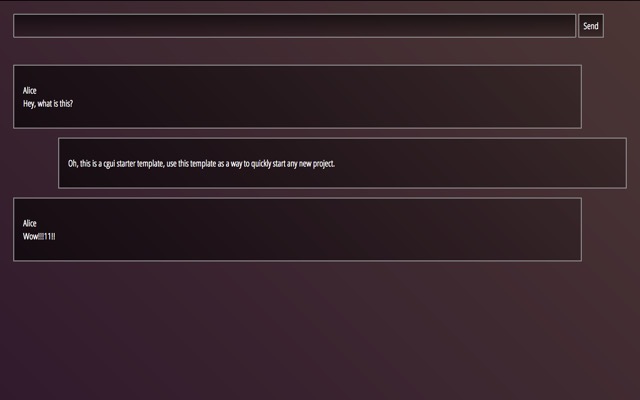 Send
Alice
Hey, what is this?
Oh, this is a cgui starter template, use this template as a way to quickly start any new project.
Alice
Wow!!!11!!